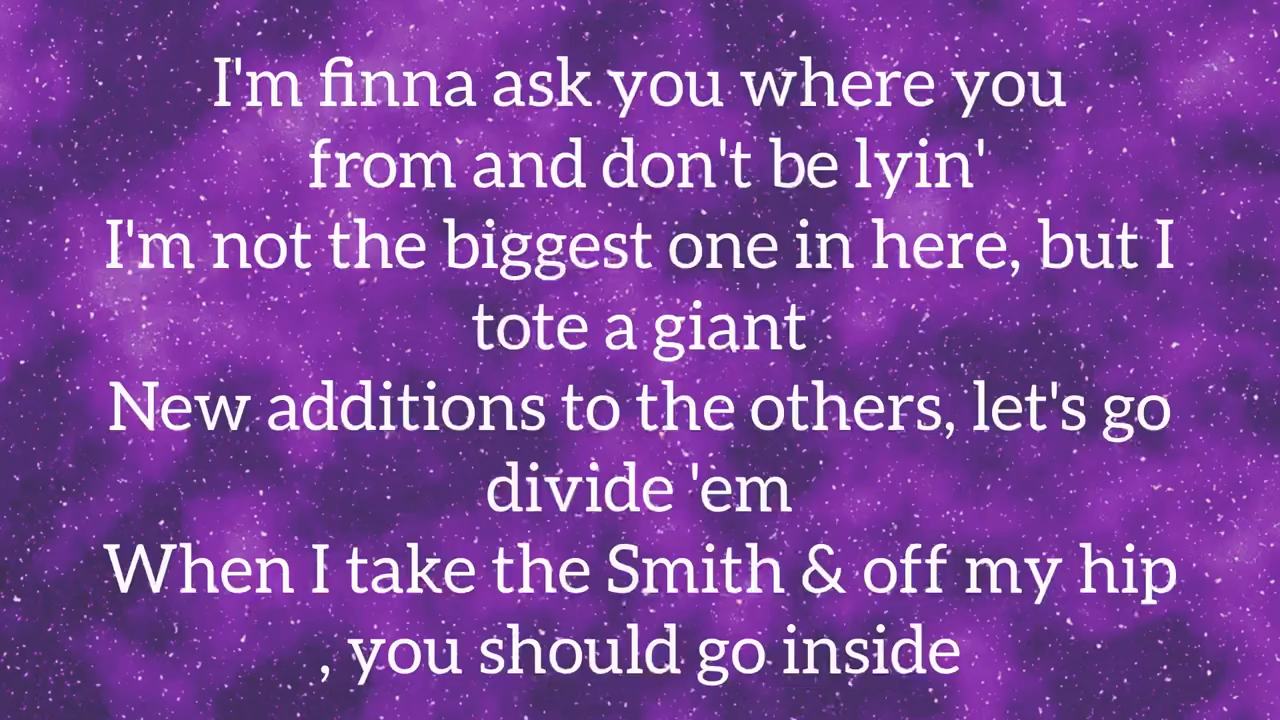 I'm finna ask you where you
from and don't be lyin'
I'm not the biggest one in here, but I
tote a giant
New additions to the others, let's go
divide 'em
When I take the Smith & off my hip
, you should go inside